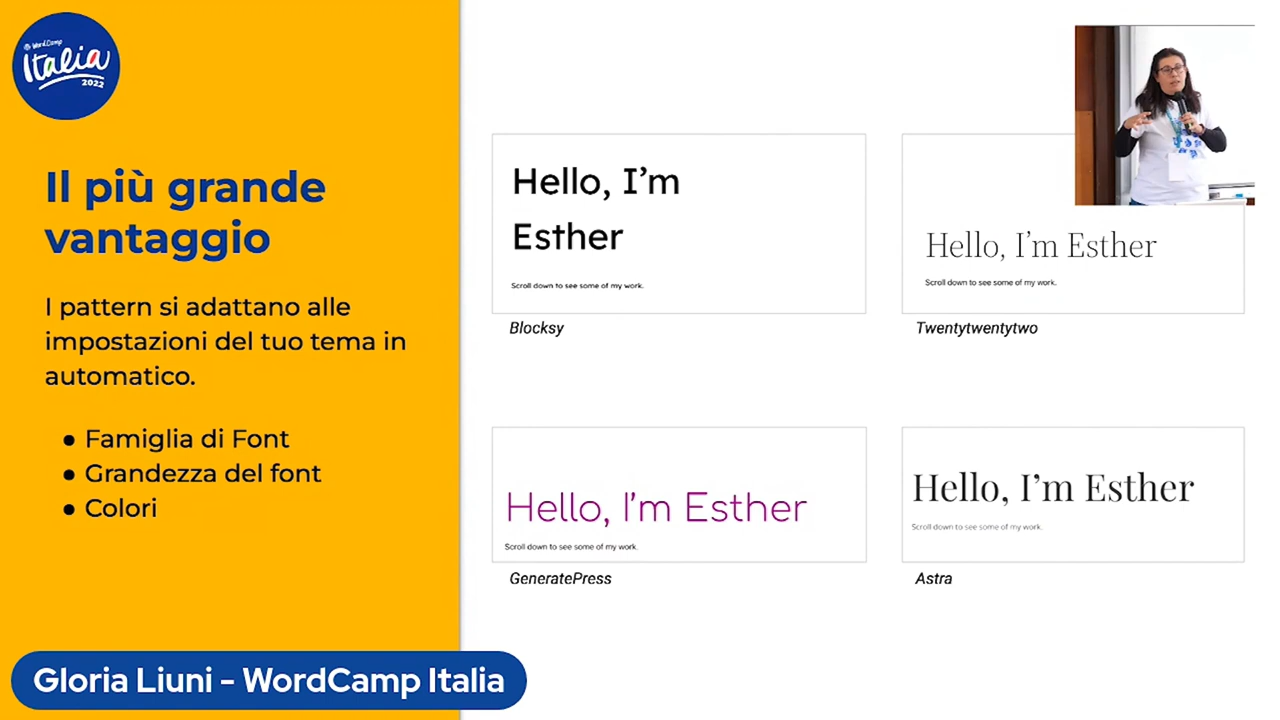 WordCamp
Italia
2022
Il più grande
vantaggio
I pattern si adattano alle
impostazioni del tuo tema in
automatico.
● Famiglia di Font
● Grandezza del font
● Colori
Hello, I’m
Esther
Scroll down to see some of my work.
Blocksy
Hello, I’m Esther
Scroll down to see some of my work.
Twentytwentytwo
Hello, I’m Esther
Scroll down to see some of my work.
GeneratePress
Hello, I’m Esther
Scroll down to see some of my work.
Astra
Gloria Liuni - WordCamp Italia